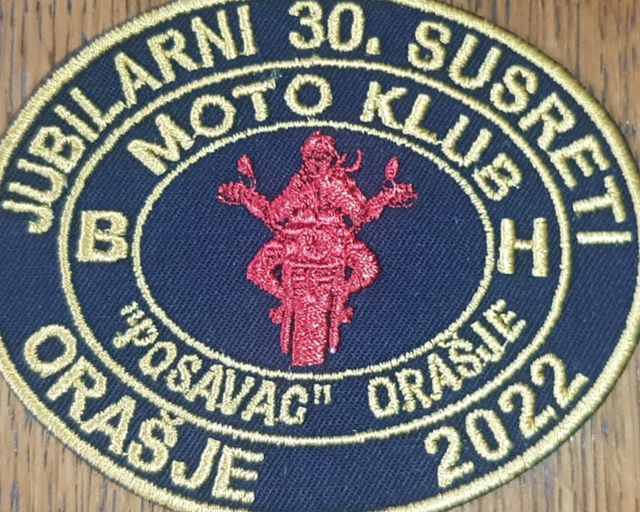 JUBILARNI 30. SUSRETI
MOTO KLUB
B H
"POSAVAC" ORAŠJE
ORAŠJE 2022